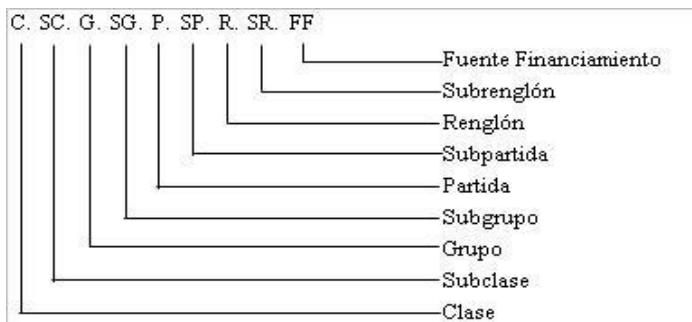 C. SC. G. SG. P. SP. R. SR. FF
Fuente Financiamiento
Subrenglón
Renglón
Subpartida
Partida
Subgrupo
Grupo
Subclase
Clase